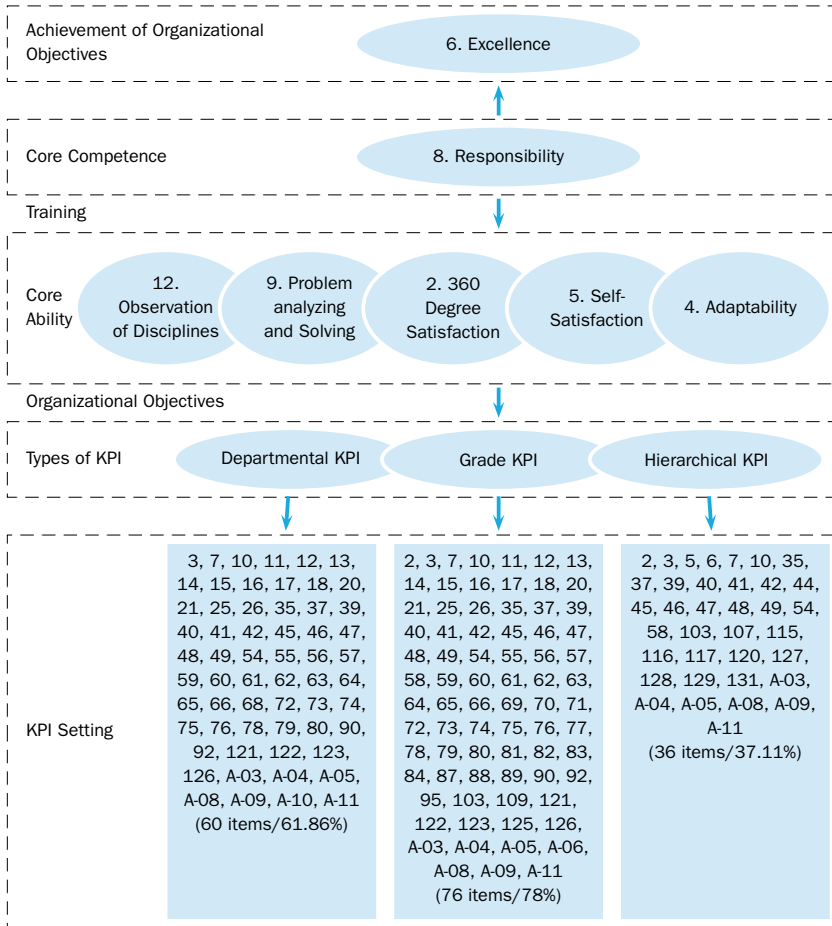 Achievement of Organizational
Objectives
6. Excellence
Core Competence
8. Responsibility
Training
Core
Ability
12.
Observation
of Disciplines
9. Problem
analyzing
and Solving
2. 360
Degree
Satisfaction
5. Self-
Satisfaction
4. Adaptability
Organizational Objectives
Types of KPI
Departmental KPI
Grade KPI
Hierarchical KPI
KPI Setting
3, 7, 10, 11, 12, 13,
14, 15, 16, 17, 18, 20,
21, 25, 26, 35, 37, 39,
40, 41, 42, 45, 46, 47,
48, 49, 54, 55, 56, 57,
59, 60, 61, 62, 63, 64,
65, 66, 68, 72, 73, 74,
75, 76, 78, 79, 80, 90,
92, 121, 122, 123,
126, A-03, A-04, A-05,
A-08, A-09, A-10, A-11
(60 items/61.86%)
2, 3, 7, 10, 11, 12, 13,
14, 15, 16, 17, 18, 20,
21, 25, 26, 35, 37, 39,
40, 41, 42, 45, 46, 47,
48, 49, 54, 55, 56, 57,
58, 59, 60, 61, 62, 63,
64, 65, 66, 69, 70, 71,
72, 73, 74, 75, 76, 77,
78, 79, 80, 81, 82, 83,
84, 87, 88, 89, 90, 92,
95, 103, 109, 121,
122, 123, 125, 126,
A-03, A-04, A-05, A-06,
A-08, A-09, A-11
(76 items/78%)
2, 3, 5, 6, 7, 10, 35,
37, 39, 40, 41, 42, 44,
45, 46, 47, 48, 49, 54,
58, 103, 107, 115,
116, 117, 120, 127,
128, 129, 131, A-03,
A-04, A-05, A-08, A-09,
A-11
(36 items/37.11%)